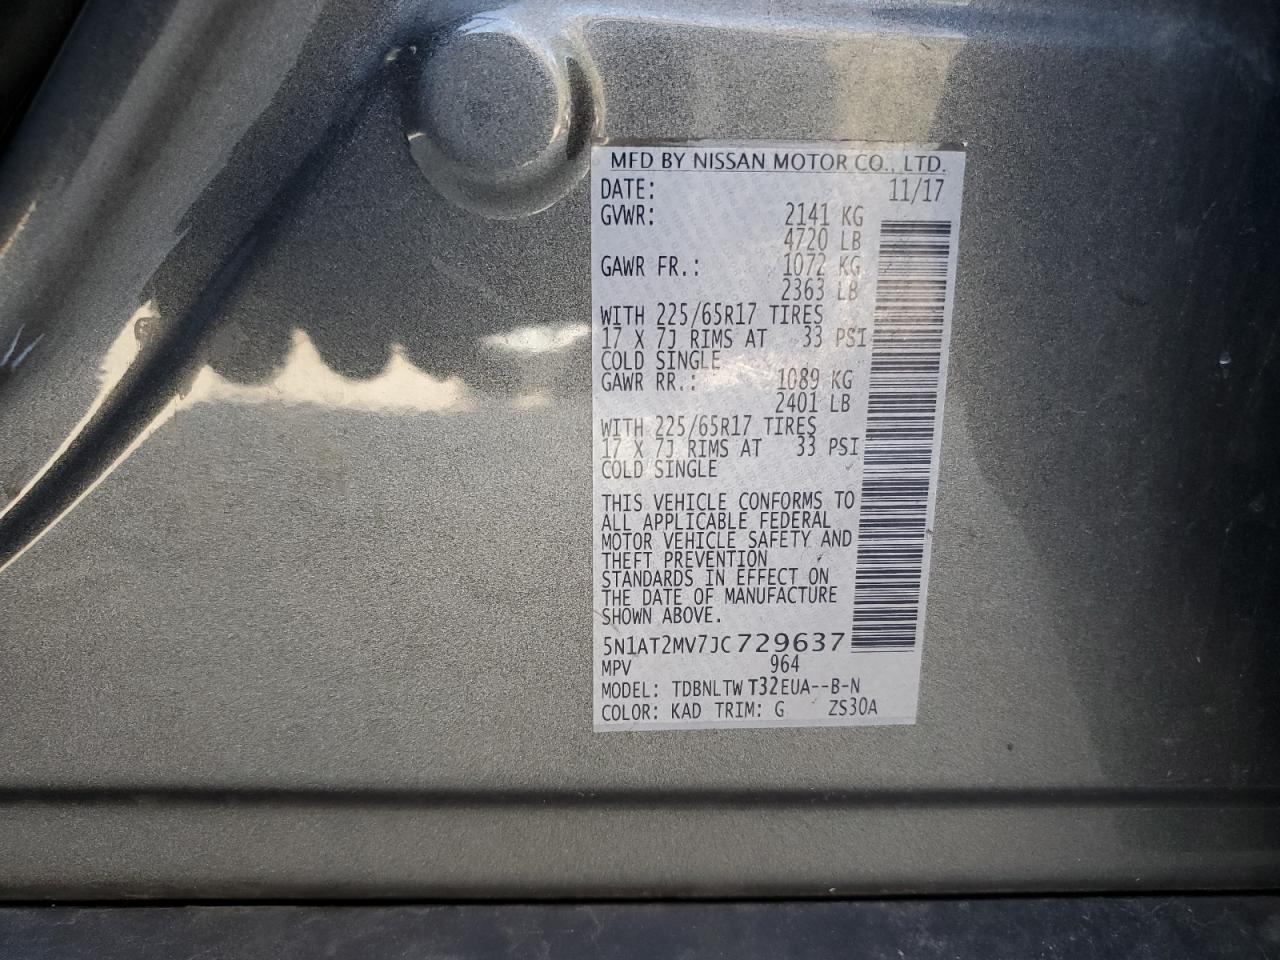 MFD BY NISSAN MOTOR CO., LTD.
DATE: 11/17
GVWR: 2141 KG
4720 LB
GAWR FR.: 1072 KG
2363 LB
WITH 225/65R17 TIRES
17 X 7J RIMS AT 33 PSI
COLD SINGLE
GAWR RR.: 1089 KG
2401 LB
WITH 225/65R17 TIRES
17 X 7J RIMS AT 33 PSI
COLD SINGLE
THIS VEHICLE CONFORMS TO
ALL APPLICABLE FEDERAL
MOTOR VEHICLE SAFETY AND
THEFT PREVENTION
STANDARDS IN EFFECT ON
THE DATE OF MANUFACTURE
SHOWN ABOVE.
5N1AT2MV7JC729637
MPV 964
MODEL: TDBNLTWT32EUA--B-N
COLOR: KAD TRIM: G ZS30A